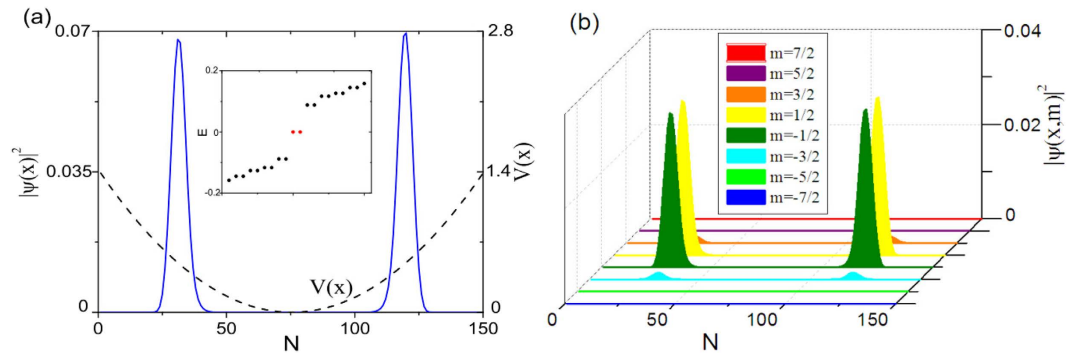 (a)
0.07
0.035
0
|ψ(x)|²
2.8
1.4
0
V(x)
0.2
0
-0.2
E
V(x)
0
50
100
150
N
(b)
m=7/2
m=5/2
m=3/2
m=1/2
m=-1/2
m=-3/2
m=-5/2
m=-7/2
0.04
0.02
0
|ψ(x,m)|²
0
50
100
150
N